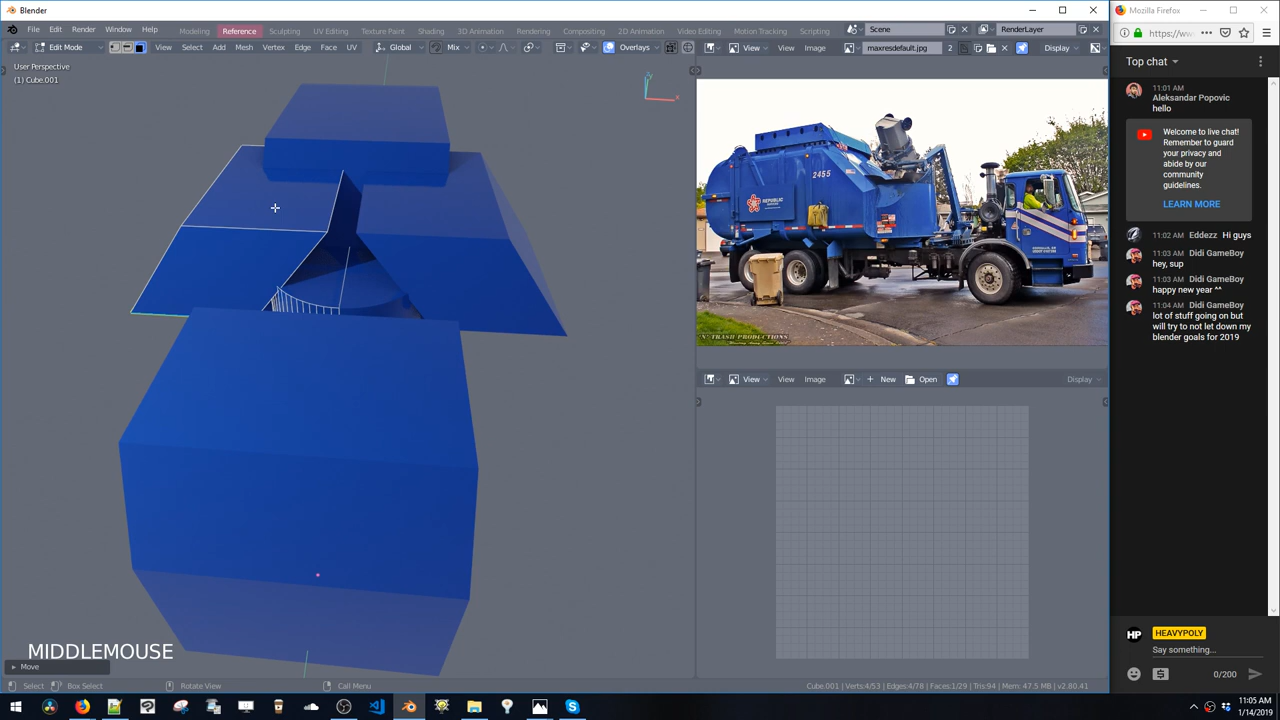 Blender
File Edit Render Window Help
Modeling Reference Sculpting UV Editing Texture Paint Shading Animation Rendering Compositing 2D Animation Video Editing Motion Tracking Scripting
Scene RenderLayer
Edit Mode View Select Add Mesh Vertex Edge Face UV Global Mix Overlays
View View Image maxresdefault.jpg 2 Display
User Perspective
(1) Cube.001
2455
REPUBLIC
View View Image New Open Display
MIDDLEMOUSE
Move
Select Box Select Rotate View Call Menu
Cube.001 | Verts:4/53 | Edges:4/78 | Faces:1/29 | Tris:94 | Mem: 47.5 MB | v2.80.41
Mozilla Firefox
https://ww
Top chat
11:01 AM
Aleksandar Popovic
hello
Welcome to live chat!
Remember to guard
your privacy and
abide by our
community
guidelines.
LEARN MORE
11:02 AM Eddezz Hi guys
11:03 AM Didi GameBoy
hey, sup
11:03 AM Didi GameBoy
happy new year ^^
11:04 AM Didi GameBoy
lot of stuff going on but
will try to not let down my
blender goals for 2019
HP HEAVYPOLY
Say something...
0/200
11:05 AM
1/14/2019